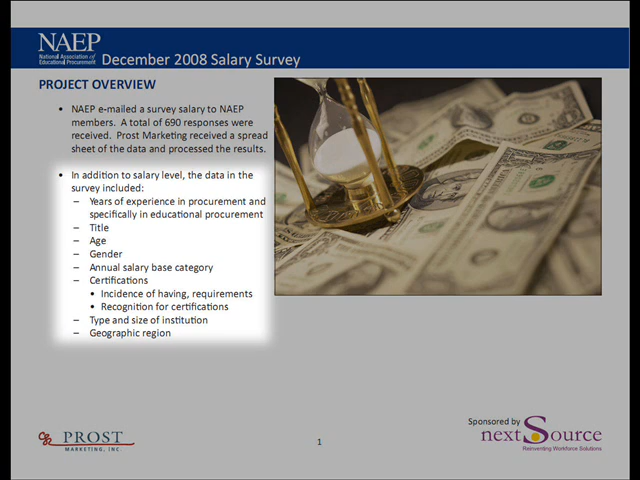 NAEP
National Association of
Educational Procurement
December 2008 Salary Survey
PROJECT OVERVIEW
• NAEP e-mailed a survey salary to NAEP
members. A total of 690 responses were
received. Prost Marketing received a spread
sheet of the data and processed the results.
• In addition to salary level, the data in the
survey included:
– Years of experience in procurement and
specifically in educational procurement
– Title
– Age
– Gender
– Annual salary base category
– Certifications
• Incidence of having, requirements
• Recognition for certifications
– Type and size of institution
– Geographic region
PROST
MARKETING, INC.
1
Sponsored by
nextSource
Reinventing Workforce Solutions